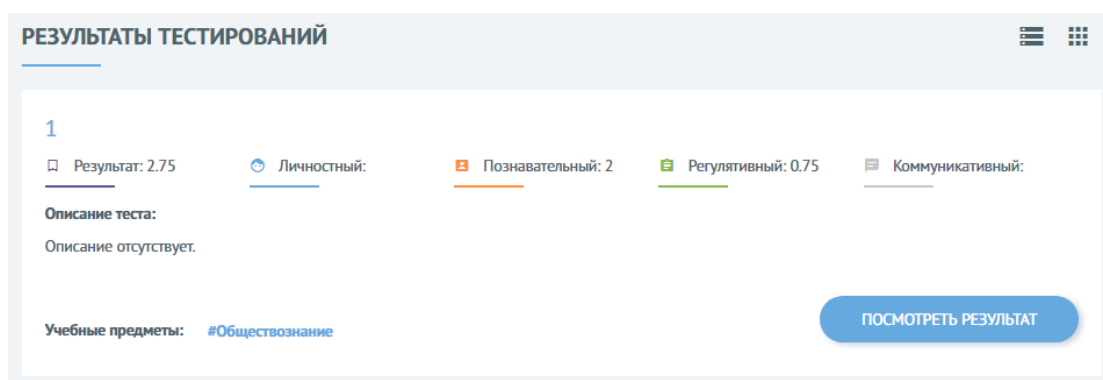 РЕЗУЛЬТАТЫ ТЕСТИРОВАНИЙ
1
Результат: 2.75 Личностный: Познавательный: 2 Регулятивный: 0.75 Коммуникативный:
Описание теста:
Описание отсутствует.
Учебные предметы: #Обществознание ПОСМОТРЕТЬ РЕЗУЛЬТАТ